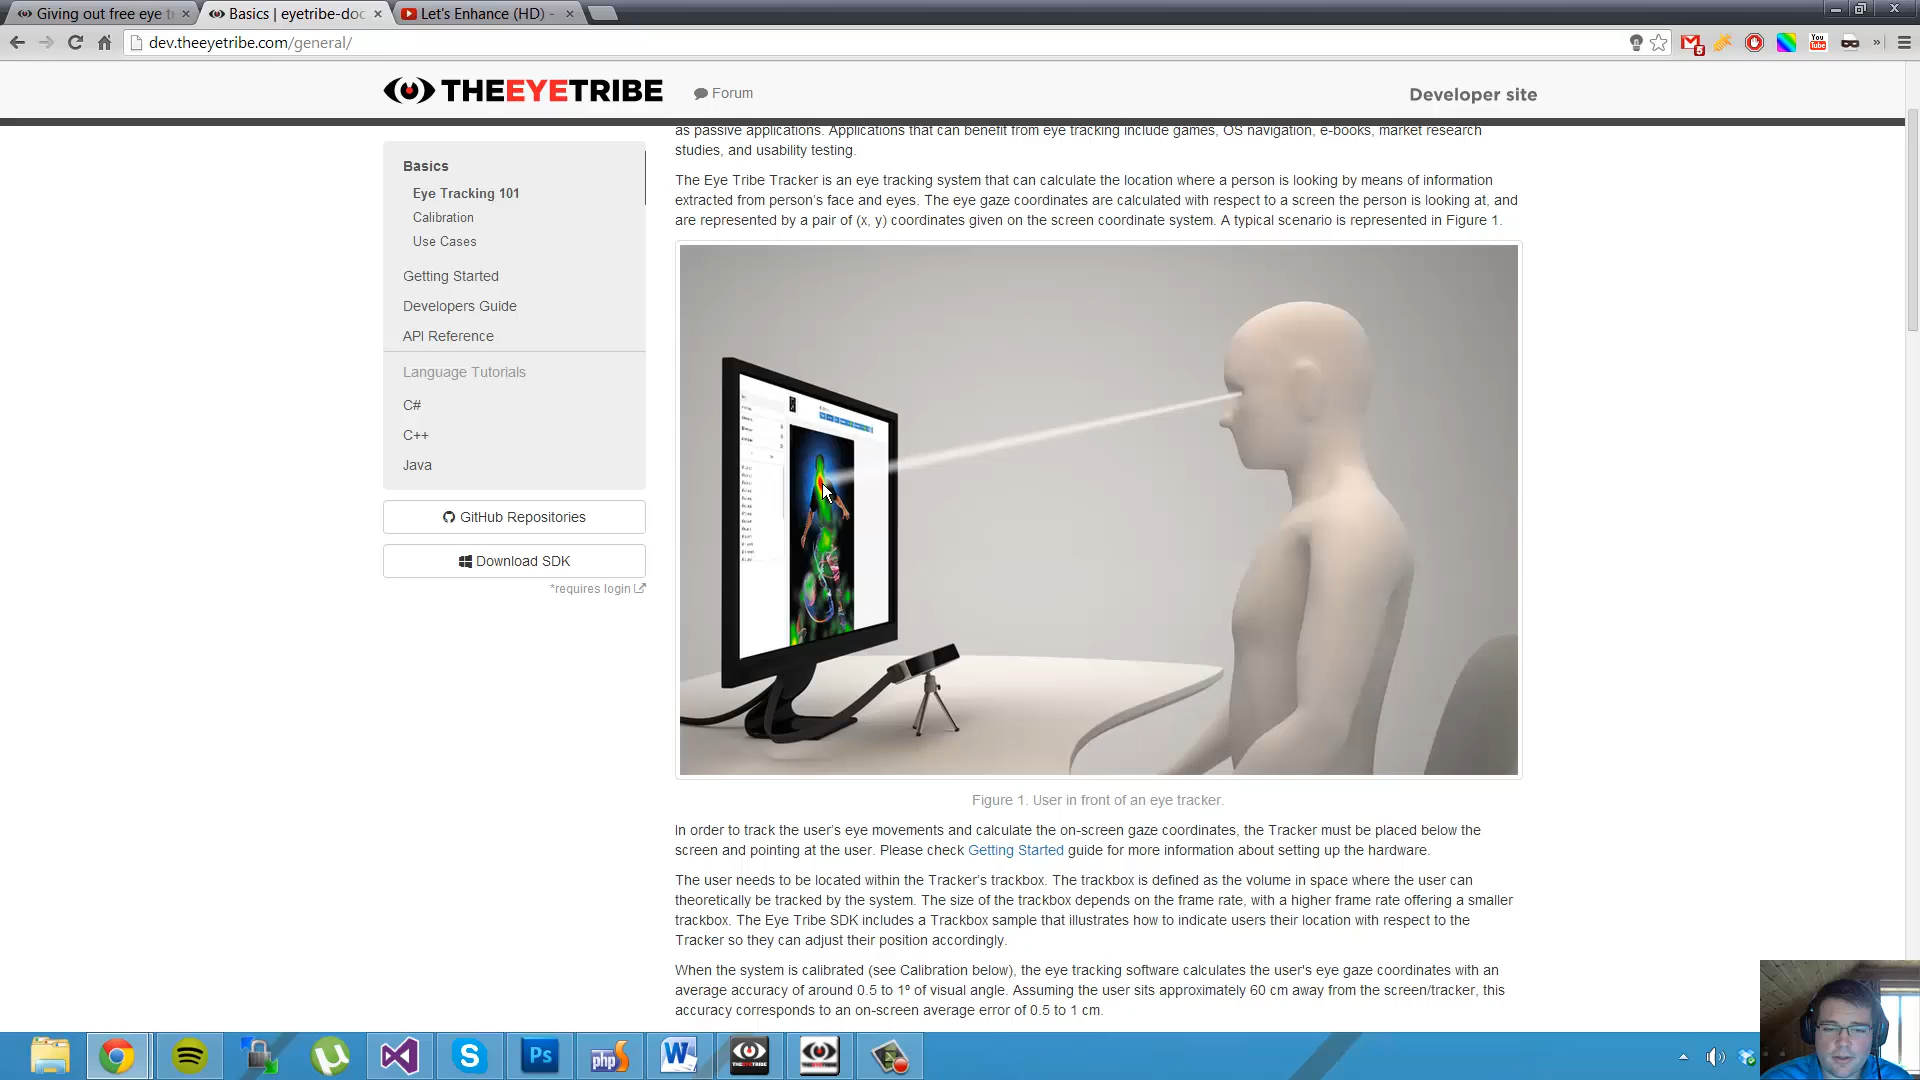 Giving out free eye t
Basics | eyetribe-doc
Let's Enhance (HD) -
dev.theeyetribe.com/general/
5
You
Tube
»
THEEYETRIBE
Forum
Developer site
Basics
Eye Tracking 101
Calibration
Use Cases
Getting Started
Developers Guide
API Reference
Language Tutorials
C#
C++
Java
GitHub Repositories
Download SDK
*requires login
as passive applications. Applications that can benefit from eye tracking include games, OS navigation, e-books, market research
studies, and usability testing.
The Eye Tribe Tracker is an eye tracking system that can calculate the location where a person is looking by means of information
extracted from person's face and eyes. The eye gaze coordinates are calculated with respect to a screen the person is looking at, and
are represented by a pair of (x, y) coordinates given on the screen coordinate system. A typical scenario is represented in Figure 1.
Figure 1. User in front of an eye tracker.
In order to track the user's eye movements and calculate the on-screen gaze coordinates, the Tracker must be placed below the
screen and pointing at the user. Please check Getting Started guide for more information about setting up the hardware.
The user needs to be located within the Tracker's trackbox. The trackbox is defined as the volume in space where the user can
theoretically be tracked by the system. The size of the trackbox depends on the frame rate, with a higher frame rate offering a smaller
trackbox. The Eye Tribe SDK includes a Trackbox sample that illustrates how to indicate users their location with respect to the
Tracker so they can adjust their position accordingly.
When the system is calibrated (see Calibration below), the eye tracking software calculates the user's eye gaze coordinates with an
average accuracy of around 0.5 to 1º of visual angle. Assuming the user sits approximately 60 cm away from the screen/tracker, this
accuracy corresponds to an on-screen average error of 0.5 to 1 cm.
Ps
php
W
THEEYETRIBE
THEEYETRIBE